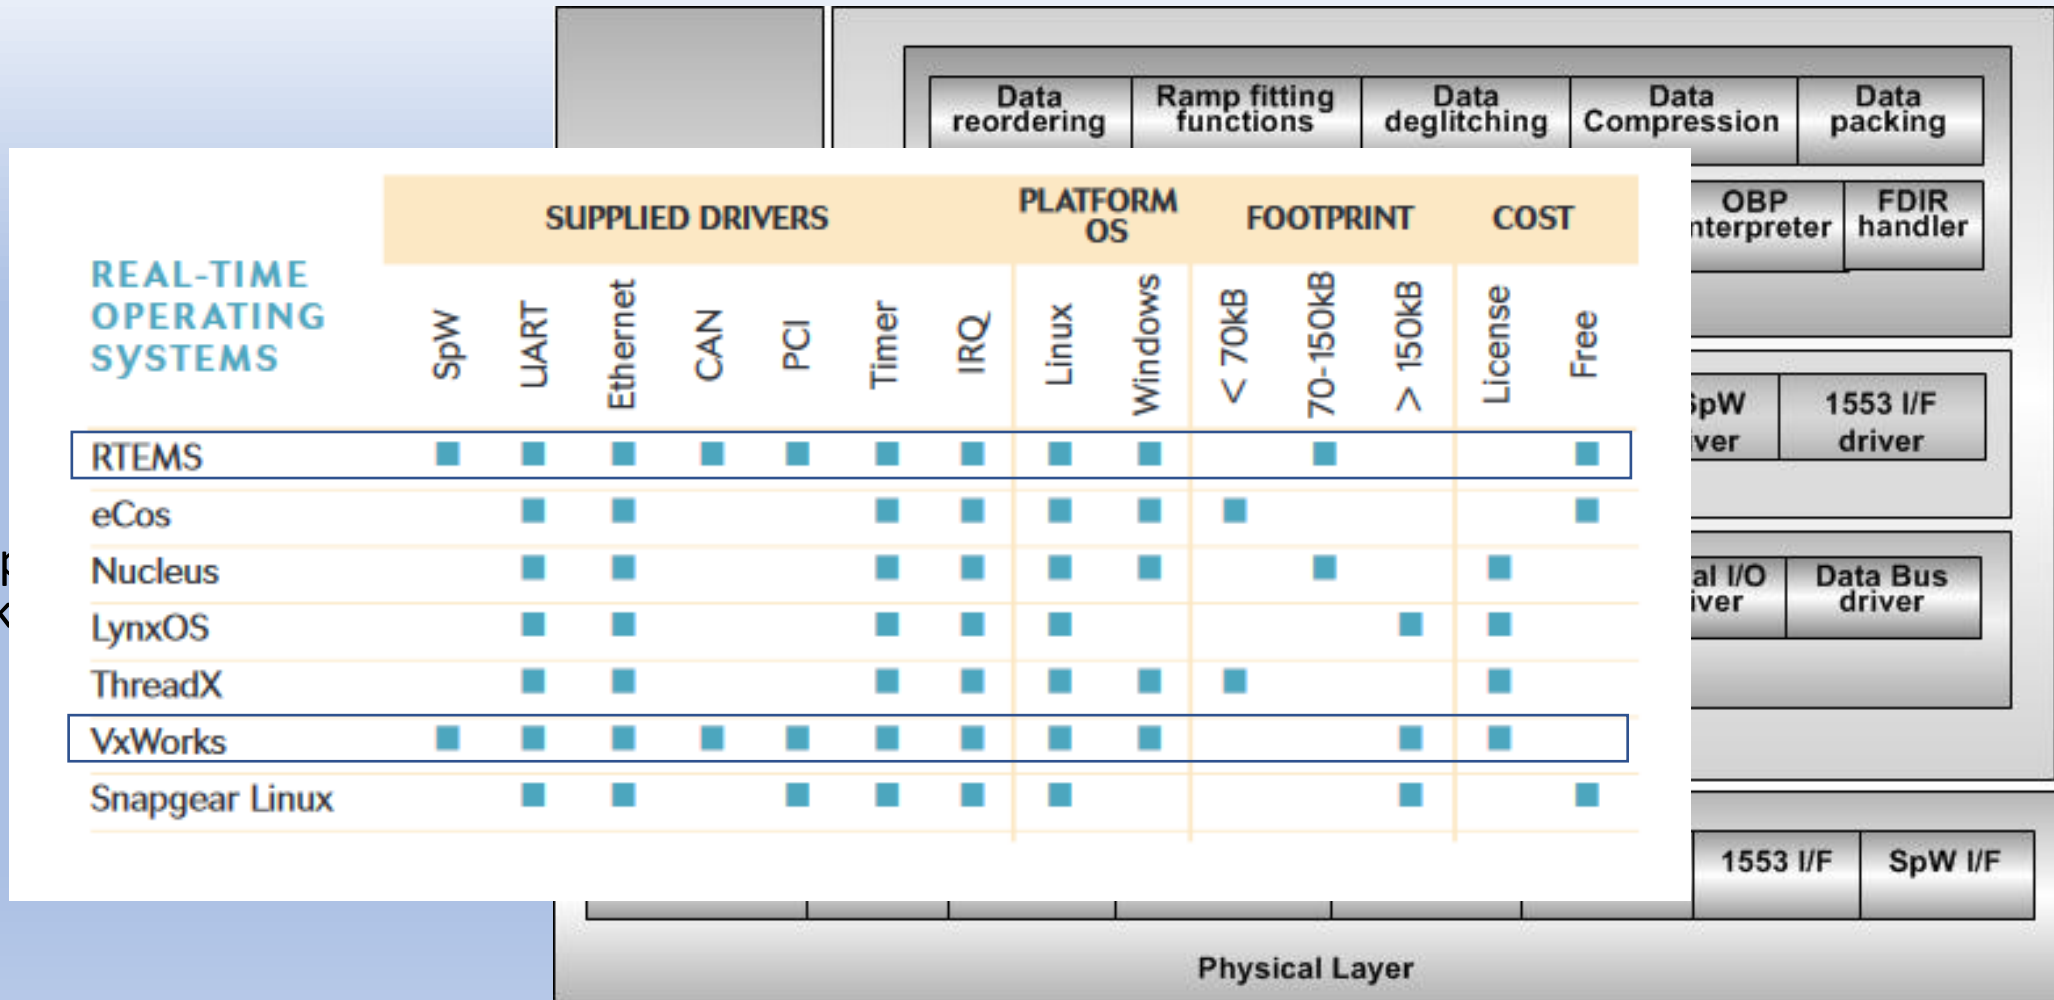 Data reordering
Ramp fitting functions
Data deglitching
Data Compression
Data packing
OBP
FDIR handler
SUPPLIED DRIVERS
PLATFORM OS
FOOTPRINT
COST
REAL-TIME
OPERATING
SYSTEMS
SpW
UART
Ethernet
CAN
PCI
Timer
IRQ
Linux
Windows
< 70kB
70-150kB
> 150kB
License
Free
RTEMS
eCos
Nucleus
LynxOS
ThreadX
VxWorks
Snapgear Linux
1553 I/F driver
I/O
Data Bus driver
1553 I/F
SpW I/F
Physical Layer